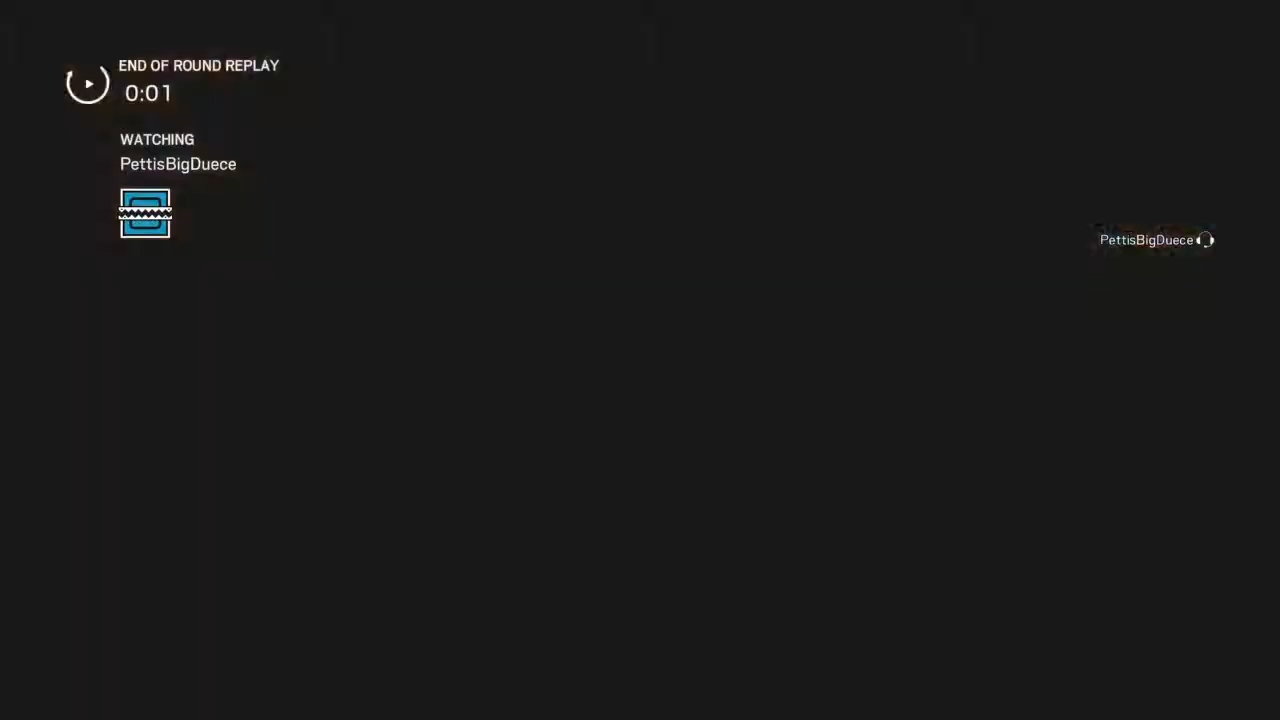 END OF ROUND REPLAY
0:01
WATCHING
PettisBigDuece
PettisBigDuece